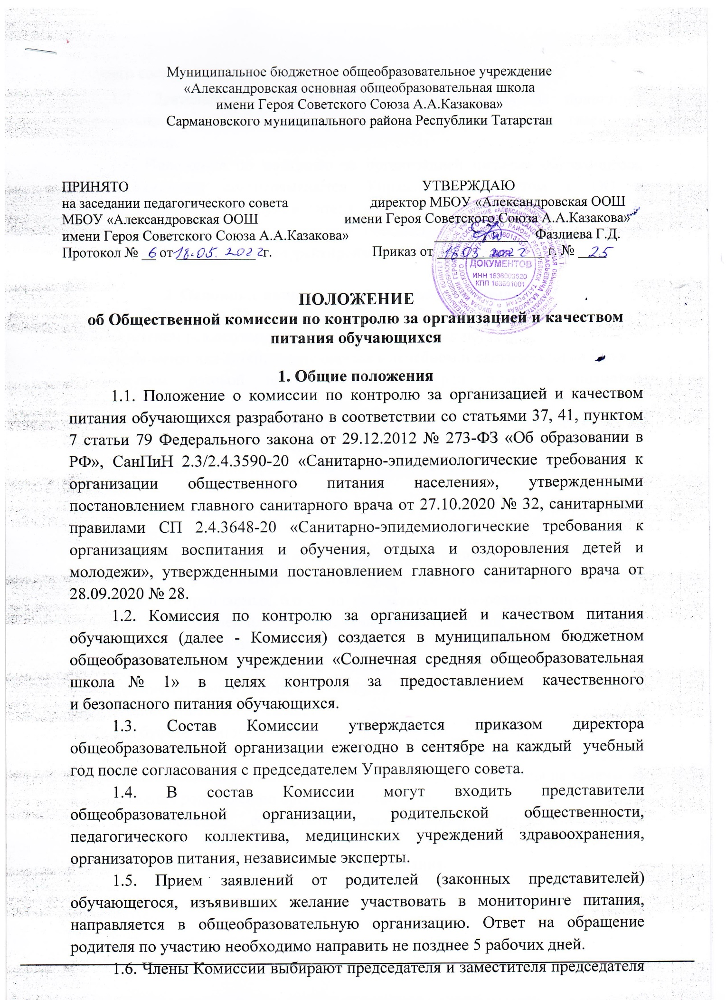 Муниципальное бюджетное общеобразовательное учреждение
«Александровская основная общеобразовательная школа
имени Героя Советского Союза А.А.Казакова»
Сармановского муниципального района Республики Татарстан
ПРИНЯТО
на заседании педагогического совета
МБОУ «Александровская ООШ
имени Героя Советского Союза А.А.Казакова»
Протокол № 6 от 18.05. 2022 г.
УТВЕРЖДАЮ
директор МБОУ «Александровская ООШ
имени Героя Советского Союза А.А.Казакова»
Фазлиева Г.Д.
Приказ от 2022 г. № 25
ДЛЯ
ДОКУМЕНТОВ
ИНН 1636003520
КПП 163601001
ПОЛОЖЕНИЕ
об Общественной комиссии по контролю за организацией и качеством
питания обучающихся
1. Общие положения
1.1. Положение о комиссии по контролю за организацией и качеством
питания обучающихся разработано в соответствии со статьями 37, 41, пунктом
7 статьи 79 Федерального закона от 29.12.2012 № 273-ФЗ «Об образовании в
РФ», СанПиН 2.3/2.4.3590-20 «Санитарно-эпидемиологические требования к
организации общественного питания населения», утвержденными
постановлением главного санитарного врача от 27.10.2020 № 32, санитарными
правилами СП 2.4.3648-20 «Санитарно-эпидемиологические требования к
организациям воспитания и обучения, отдыха и оздоровления детей и
молодежи», утвержденными постановлением главного санитарного врача от
28.09.2020 № 28.
1.2. Комиссия по контролю за организацией и качеством питания
обучающихся (далее - Комиссия) создается в муниципальном бюджетном
общеобразовательном учреждении «Солнечная средняя общеобразовательная
школа № 1» в целях контроля за предоставлением качественного
и безопасного питания обучающихся.
1.3. Состав Комиссии утверждается приказом директора
общеобразовательной организации ежегодно в сентябре на каждый учебный
год после согласования с председателем Управляющего совета.
1.4. В состав Комиссии могут входить представители
общеобразовательной организации, родительской общественности,
педагогического коллектива, медицинских учреждений здравоохранения,
организаторов питания, независимые эксперты.
1.5. Прием заявлений от родителей (законных представителей)
обучающегося, изъявивших желание участвовать в мониторинге питания,
направляется в общеобразовательную организацию. Ответ на обращение
родителя по участию необходимо направить не позднее 5 рабочих дней.
1.6. Члены Комиссии выбирают председателя и заместителя председателя